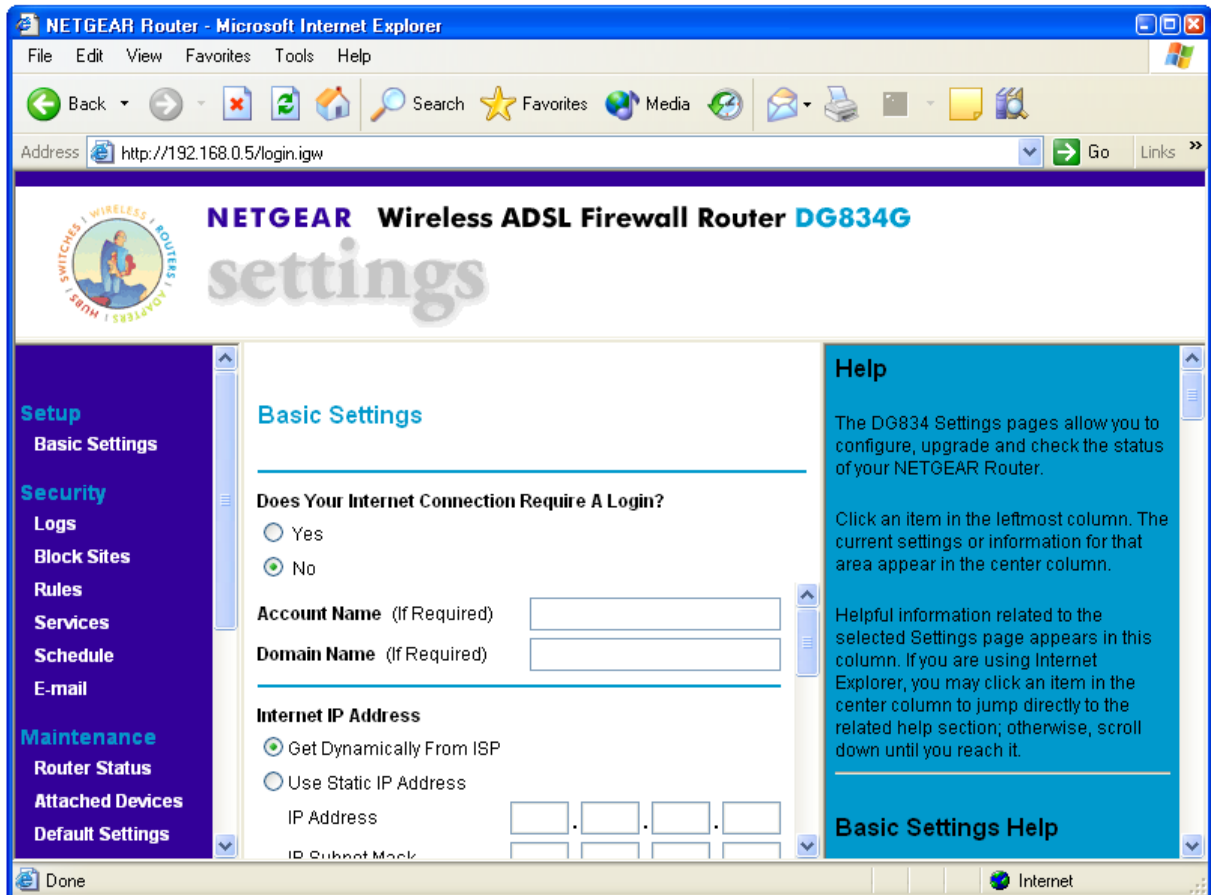 NETGEAR Router - Microsoft Internet Explorer
File Edit View Favorites Tools Help
Back Search Favorites Media
Address http://192.168.0.5/login.igw Go Links »
SWITCHES | WIRELESS | ROUTERS | ADAPTERS | HUBS
NETGEAR Wireless ADSL Firewall Router DG834G
settings
Setup
Basic Settings
Security
Logs
Block Sites
Rules
Services
Schedule
E-mail
Maintenance
Router Status
Attached Devices
Default Settings
Basic Settings
Does Your Internet Connection Require A Login?
Yes
No
Account Name (If Required)
Domain Name (If Required)
Internet IP Address
Get Dynamically From ISP
Use Static IP Address
IP Address . . .
IP Subnet Mask
Help
The DG834 Settings pages allow you to
configure, upgrade and check the status
of your NETGEAR Router.
Click an item in the leftmost column. The
current settings or information for that
area appear in the center column.
Helpful information related to the
selected Settings page appears in this
column. If you are using Internet
Explorer, you may click an item in the
center column to jump directly to the
related help section; otherwise, scroll
down until you reach it.
Basic Settings Help
Done Internet